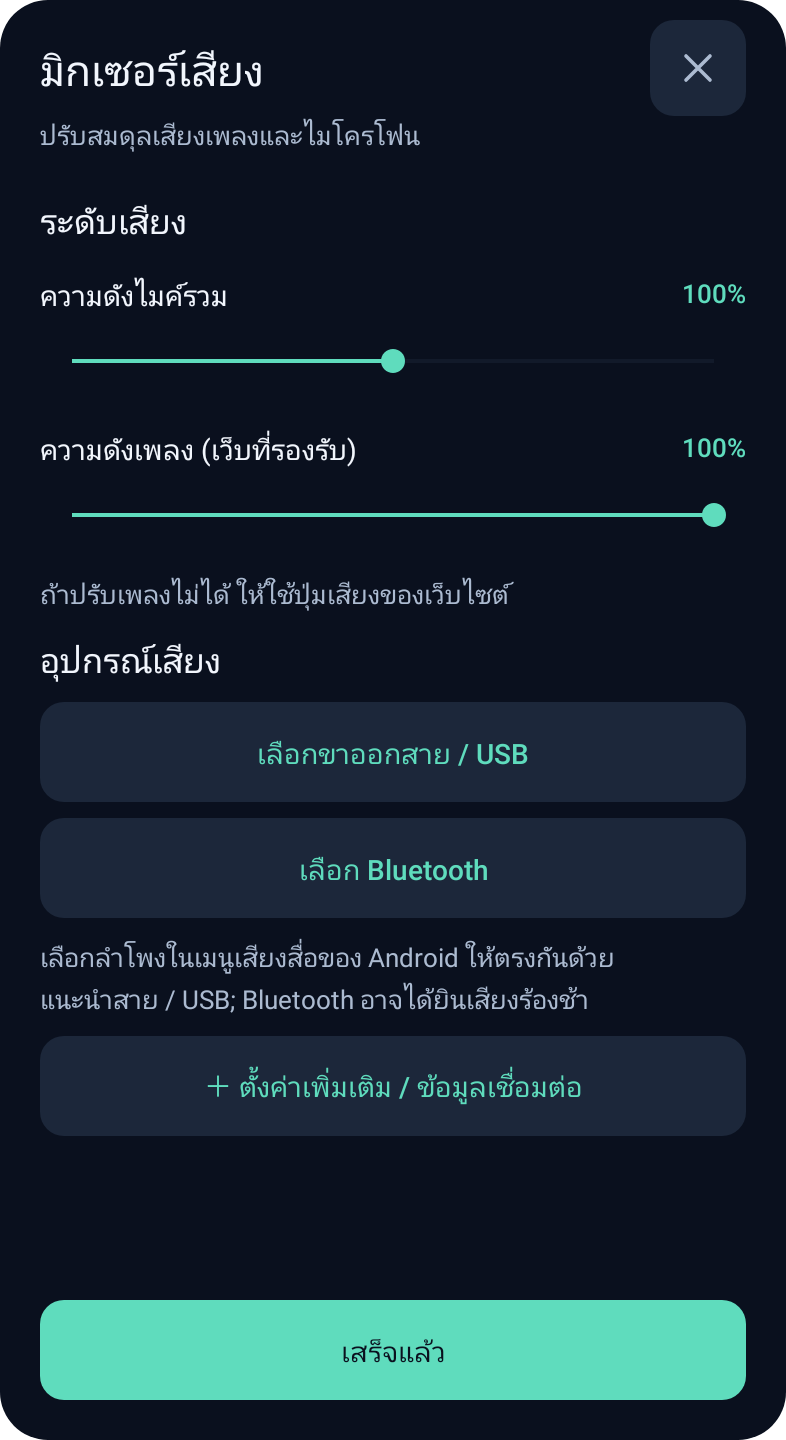 มิกเซอร์เสียง
ปรับสมดุลเสียงเพลงและไมโครโฟน
ระดับเสียง
ความดังไมค์รวม
100%
ความดังเพลง (เว็บที่รองรับ)
100%
ถ้าปรับเพลงไม่ได้ ให้ใช้ปุ่มเสียงของเว็บไซต์
อุปกรณ์เสียง
เลือกขาออกสาย / USB
เลือก Bluetooth
เลือกลำโพงในเมนูเสียงสื่อของ Android ให้ตรงกันด้วย
แนะนำสาย / USB; Bluetooth อาจได้ยินเสียงร้องช้า
+ ตั้งค่าเพิ่มเติม / ข้อมูลเชื่อมต่อ
เสร็จแล้ว